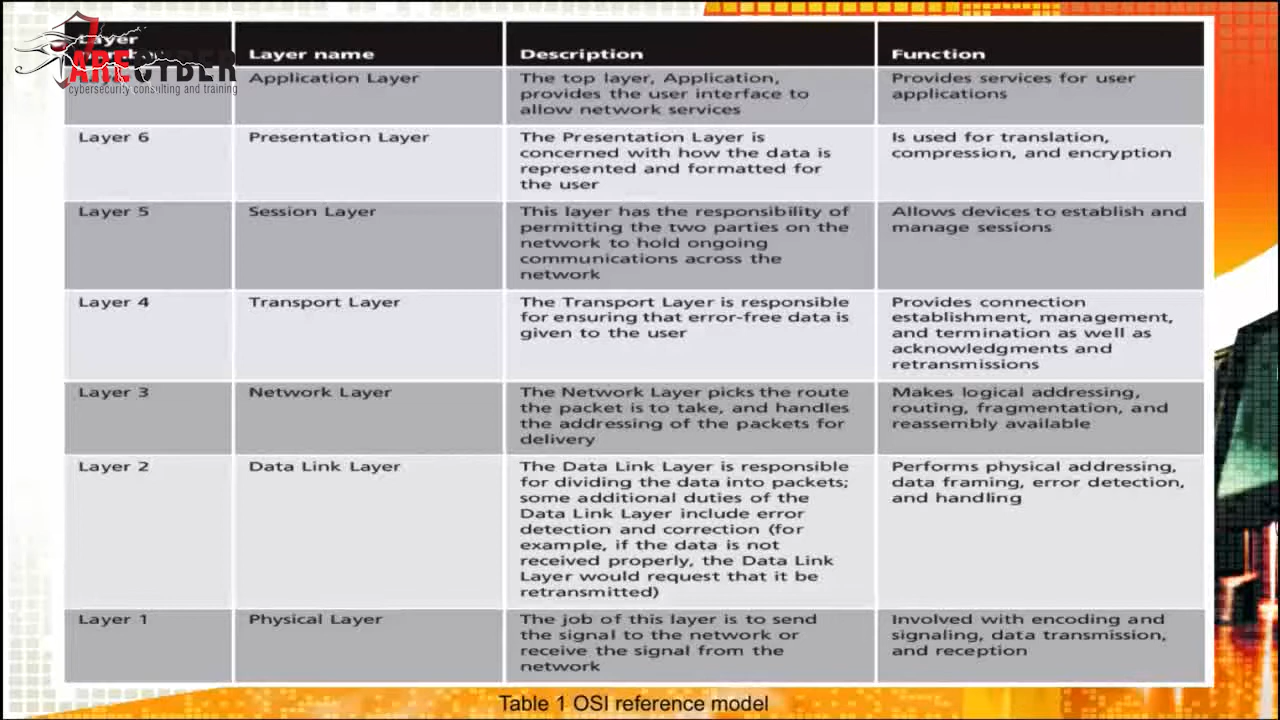 Layer
Layer name
Description
Function
ARE CYBER
cybersecurity consulting and training
Application Layer
The top layer, Application,
provides the user interface to
allow network services
Provides services for user
applications
Layer 6
Presentation Layer
The Presentation Layer is
concerned with how the data is
represented and formatted for
the user
Is used for translation,
compression, and encryption
Layer 5
Session Layer
This layer has the responsibility of
permitting the two parties on the
network to hold ongoing
communications across the
network
Allows devices to establish and
manage sessions
Layer 4
Transport Layer
The Transport Layer is responsible
for ensuring that error-free data is
given to the user
Provides connection
establishment, management,
and termination as well as
acknowledgments and
retransmissions
Layer 3
Network Layer
The Network Layer picks the route
the packet is to take, and handles
the addressing of the packets for
delivery
Makes logical addressing,
routing, fragmentation, and
reassembly available
Layer 2
Data Link Layer
The Data Link Layer is responsible
for dividing the data into packets;
some additional duties of the
Data Link Layer include error
detection and correction (for
example, if the data is not
received properly, the Data Link
Layer would request that it be
retransmitted)
Performs physical addressing,
data framing, error detection,
and handling
Layer 1
Physical Layer
The job of this layer is to send
the signal to the network or
receive the signal from the
network
Involved with encoding and
signaling, data transmission,
and reception
Table 1 OSI reference model